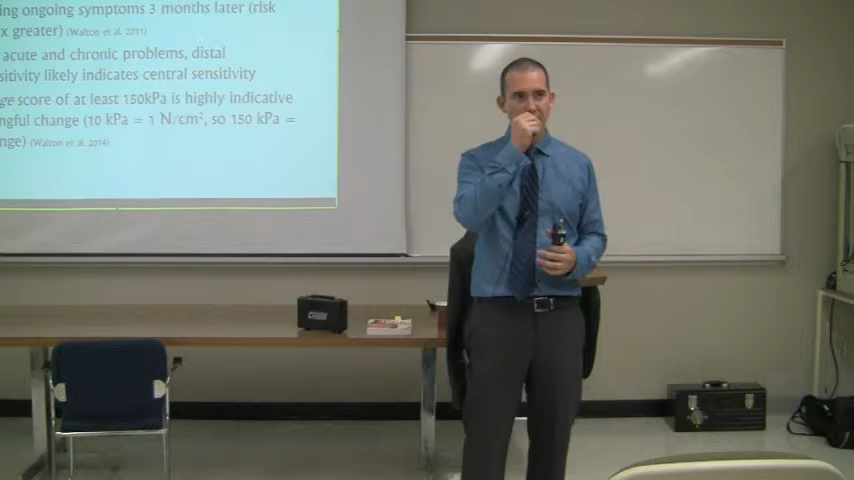 ing ongoing symptoms 3 months later (risk
x greater) (Walton et al. 2011)
acute and chronic problems, distal
sitivity likely indicates central sensitivity
ge score of at least 150kPa is highly indicative
ngful change (10 kPa = 1 N/cm², so 150 kPa =
nge) (Walton et al. 2014)